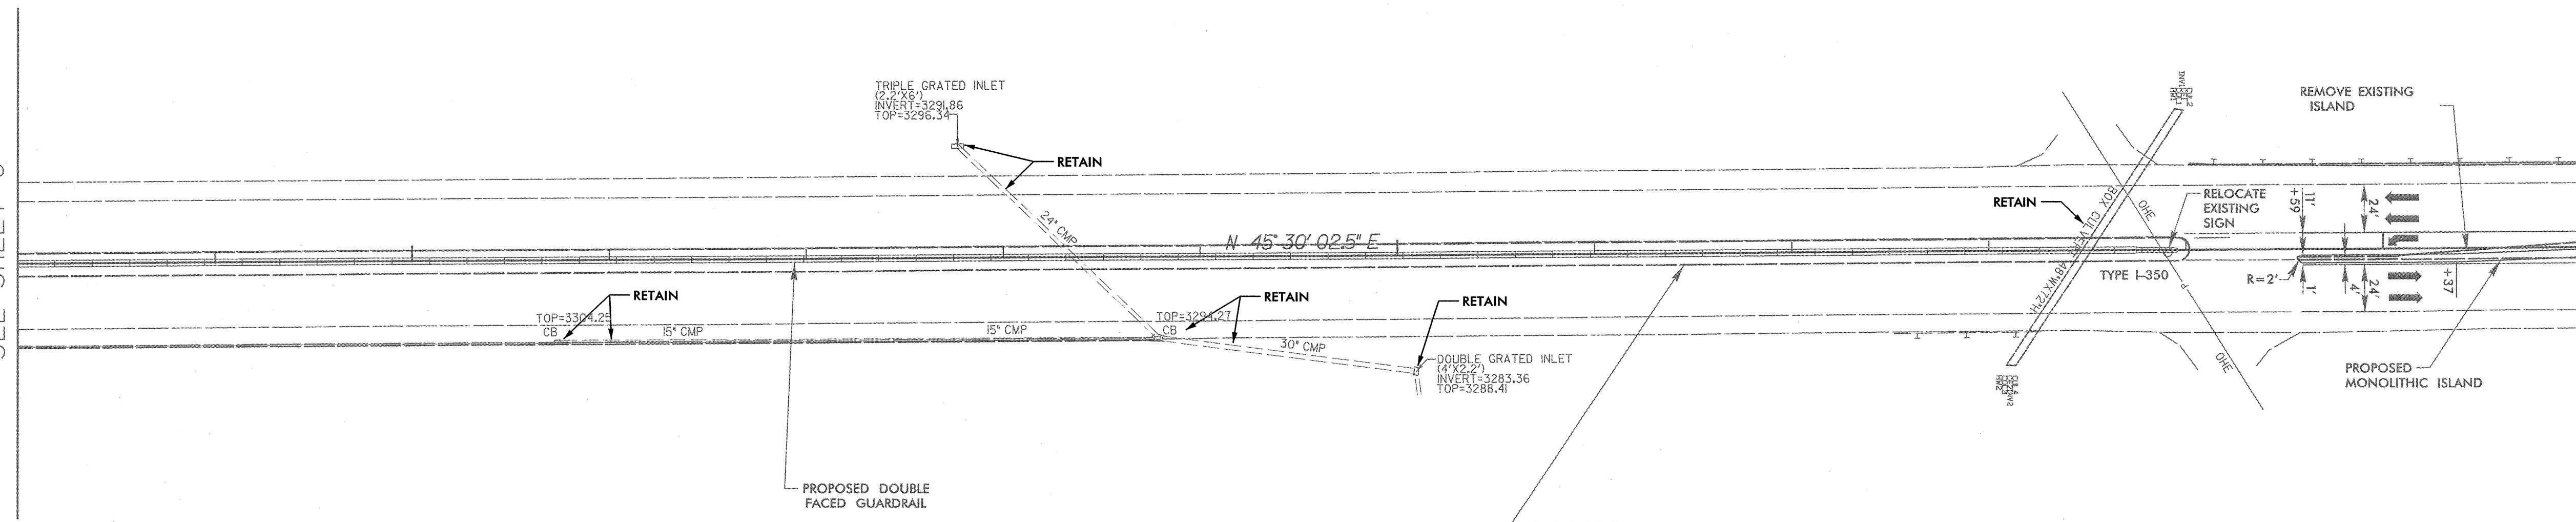 TRIPLE GRATED INLET
(2.2'X6')
INVERT=3291.86
TOP=3296.34
RETAIN
24" CMP
N 45° 30' 02.5" E
RETAIN
TOP=3304.25
CB
15" CMP
15" CMP
TOP=3294.27
CB
RETAIN
30" CMP
RETAIN
DOUBLE GRATED INLET
(4'X2.2')
INVERT=3283.36
TOP=3288.41
PROPOSED DOUBLE
FACED GUARDRAIL
RETAIN
BOX CULVERT 48"WX72"H
OHE
P
OHE
TYPE I-350
RELOCATE
EXISTING
SIGN
REMOVE EXISTING
ISLAND
11'
+59
24'
R=2'
1'
4'
24'
+37
PROPOSED
MONOLITHIC ISLAND